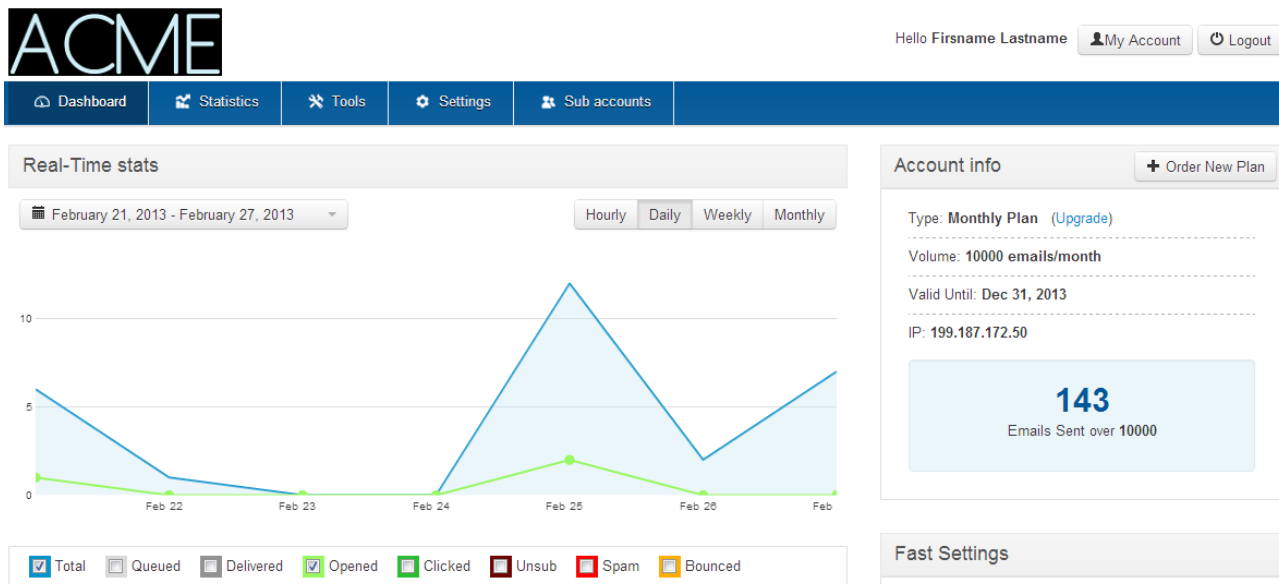 ACME
Hello Firsname Lastname My Account Logout
Dashboard Statistics Tools Settings Sub accounts
Real-Time stats
February 21, 2013 - February 27, 2013
Hourly Daily Weekly Monthly
10
5
0
Feb 22 Feb 23 Feb 24 Feb 25 Feb 26 Feb
Total Queued Delivered Opened Clicked Unsub Spam Bounced
Account info
Order New Plan
Type: Monthly Plan (Upgrade)
Volume: 10000 emails/month
Valid Until: Dec 31, 2013
IP: 199.187.172.50
143
Emails Sent over 10000
Fast Settings